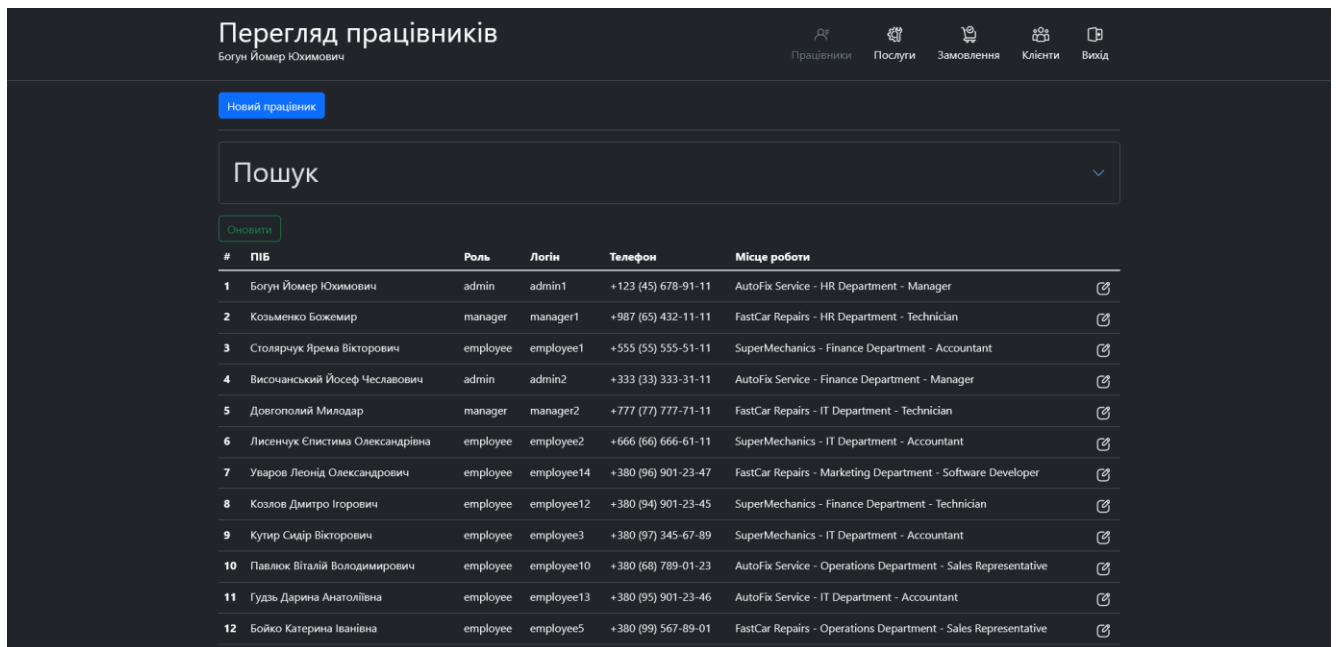 Перегляд працівників
Богун Йомер Юхимович
Працівники Послуги Замовлення Клієнти Вихід
Новий працівник
Пошук
Оновити
# ПІБ Роль Логін Телефон Місце роботи
1 Богун Йомер Юхимович admin admin1 +123 (45) 678-91-11 AutoFix Service - HR Department - Manager
2 Козьменко Божемир manager manager1 +987 (65) 432-11-11 FastCar Repairs - HR Department - Technician
3 Столярчук Ярема Вікторович employee employee1 +555 (55) 555-51-11 SuperMechanics - Finance Department - Accountant
4 Височанський Йосеф Чеславович admin admin2 +333 (33) 333-31-11 AutoFix Service - Finance Department - Manager
5 Довгополий Милодар manager manager2 +777 (77) 777-71-11 FastCar Repairs - IT Department - Technician
6 Лисенчук Єпистима Олександрівна employee employee2 +666 (66) 666-61-11 SuperMechanics - IT Department - Accountant
7 Уваров Леонід Олександрович employee employee14 +380 (96) 901-23-47 FastCar Repairs - Marketing Department - Software Developer
8 Козлов Дмитро Ігорович employee employee12 +380 (94) 901-23-45 SuperMechanics - Finance Department - Technician
9 Кутир Сидір Вікторович employee employee3 +380 (97) 345-67-89 SuperMechanics - IT Department - Accountant
10 Павлюк Віталій Володимирович employee employee10 +380 (68) 789-01-23 AutoFix Service - Operations Department - Sales Representative
11 Гудзь Дарина Анатоліївна employee employee13 +380 (95) 901-23-46 AutoFix Service - IT Department - Accountant
12 Бойко Катерина Іванівна employee employee5 +380 (99) 567-89-01 FastCar Repairs - Operations Department - Sales Representative